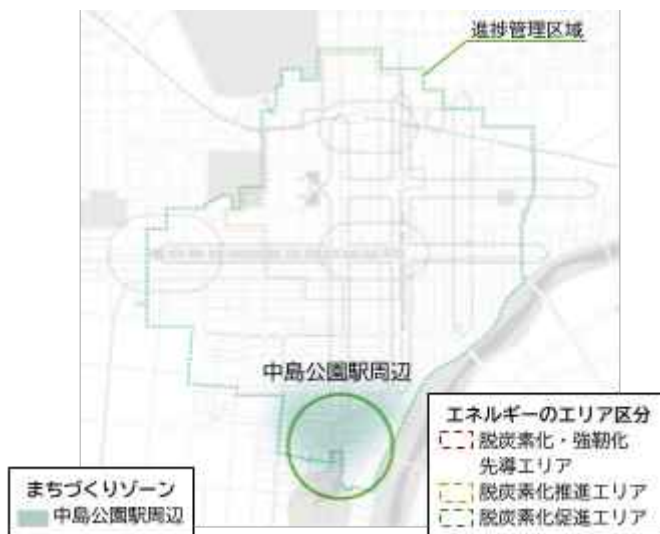 進捗管理区域
中島公園駅周辺
まちづくりゾーン
中島公園駅周辺
エネルギーのエリア区分
脱炭素化・強靭化
先導エリア
脱炭素化推進エリア
脱炭素化促進エリア